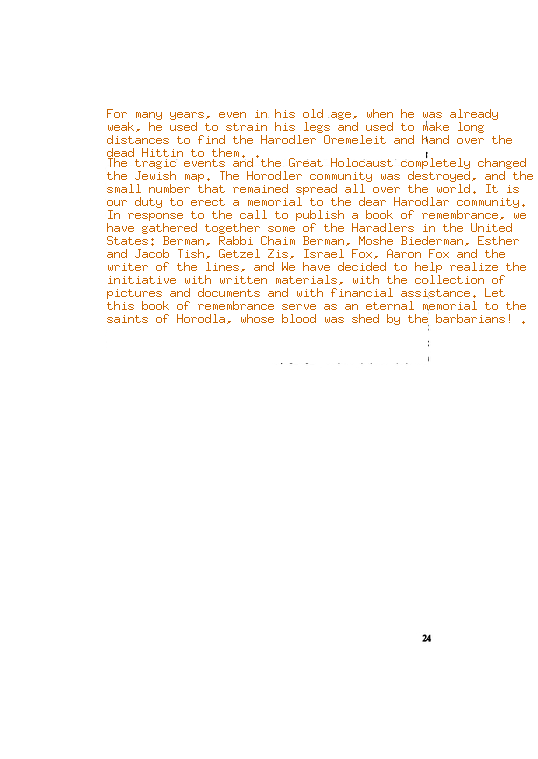 For many years, even in his old age, when he was already
weak, he used to strain his legs and used to make long
distances to find the Harodler Oremeleit and hand over the
dead Hittin to them. .
The tragic events and the Great Holocaust completely changed
the Jewish map. The Horodler community was destroyed, and the
small number that remained spread all over the world. It is
our duty to erect a memorial to the dear Harodlar community.
In response to the call to publish a book of remembrance, we
have gathered together some of the Haradlers in the United
States: Berman, Rabbi Chaim Berman, Moshe Biederman, Esther
and Jacob Tish, Getzel Zis, Israel Fox, Aaron Fox and the
writer of the lines, and We have decided to help realize the
initiative with written materials, with the collection of
pictures and documents and with financial assistance. Let
this book of remembrance serve as an eternal memorial to the
saints of Horodla, whose blood was shed by the barbarians! .
24